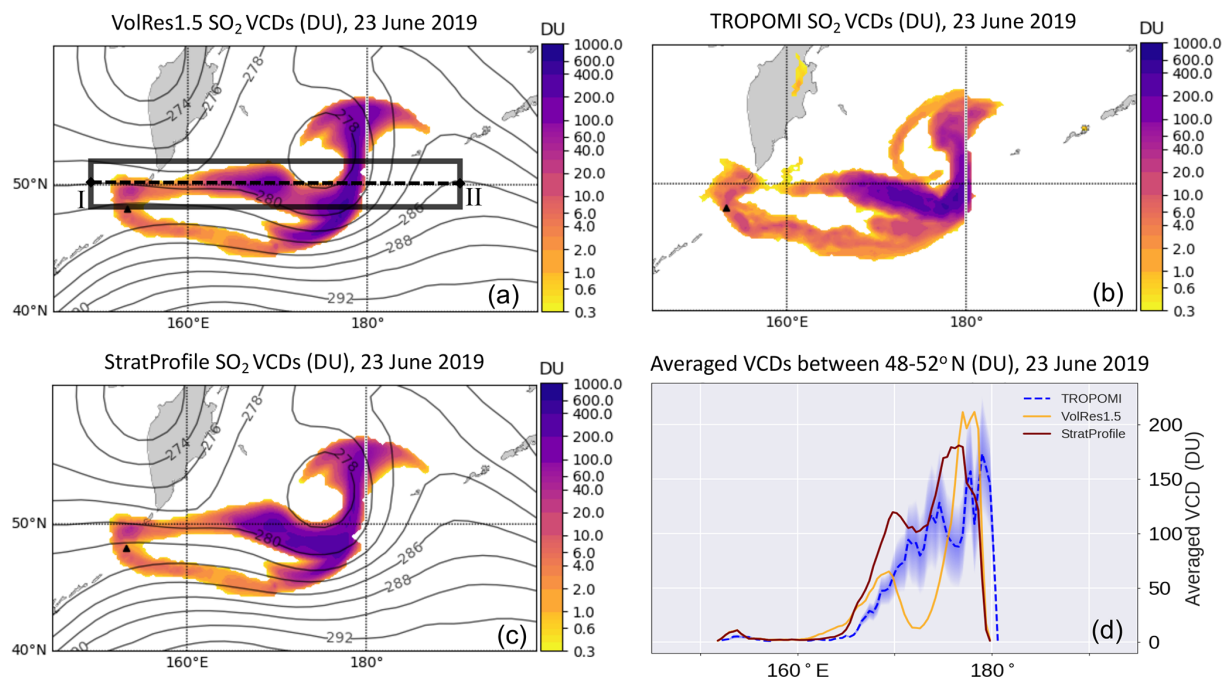 VolRes1.5 SO₂ VCDs (DU), 23 June 2019
DU
1000.0
600.0
400.0
200.0
100.0
60.0
40.0
20.0
10.0
6.0
4.0
2.0
1.0
0.6
0.3
274
276
278
278
280
286
288
292
50°N
40°N
160°E
180°
I
II
(a)
TROPOMI SO₂ VCDs (DU), 23 June 2019
DU
1000.0
600.0
400.0
200.0
100.0
60.0
40.0
20.0
10.0
6.0
4.0
2.0
1.0
0.6
0.3
160°E
180°
(b)
StratProfile SO₂ VCDs (DU), 23 June 2019
DU
1000.0
600.0
400.0
200.0
100.0
60.0
40.0
20.0
10.0
6.0
4.0
2.0
1.0
0.6
0.3
274
276
278
278
280
286
288
292
50°N
40°N
160°E
180°
(c)
Averaged VCDs between 48-52° N (DU), 23 June 2019
TROPOMI
VolRes1.5
StratProfile
200
150
100
50
0
Averaged VCD (DU)
160°E
180°
(d)